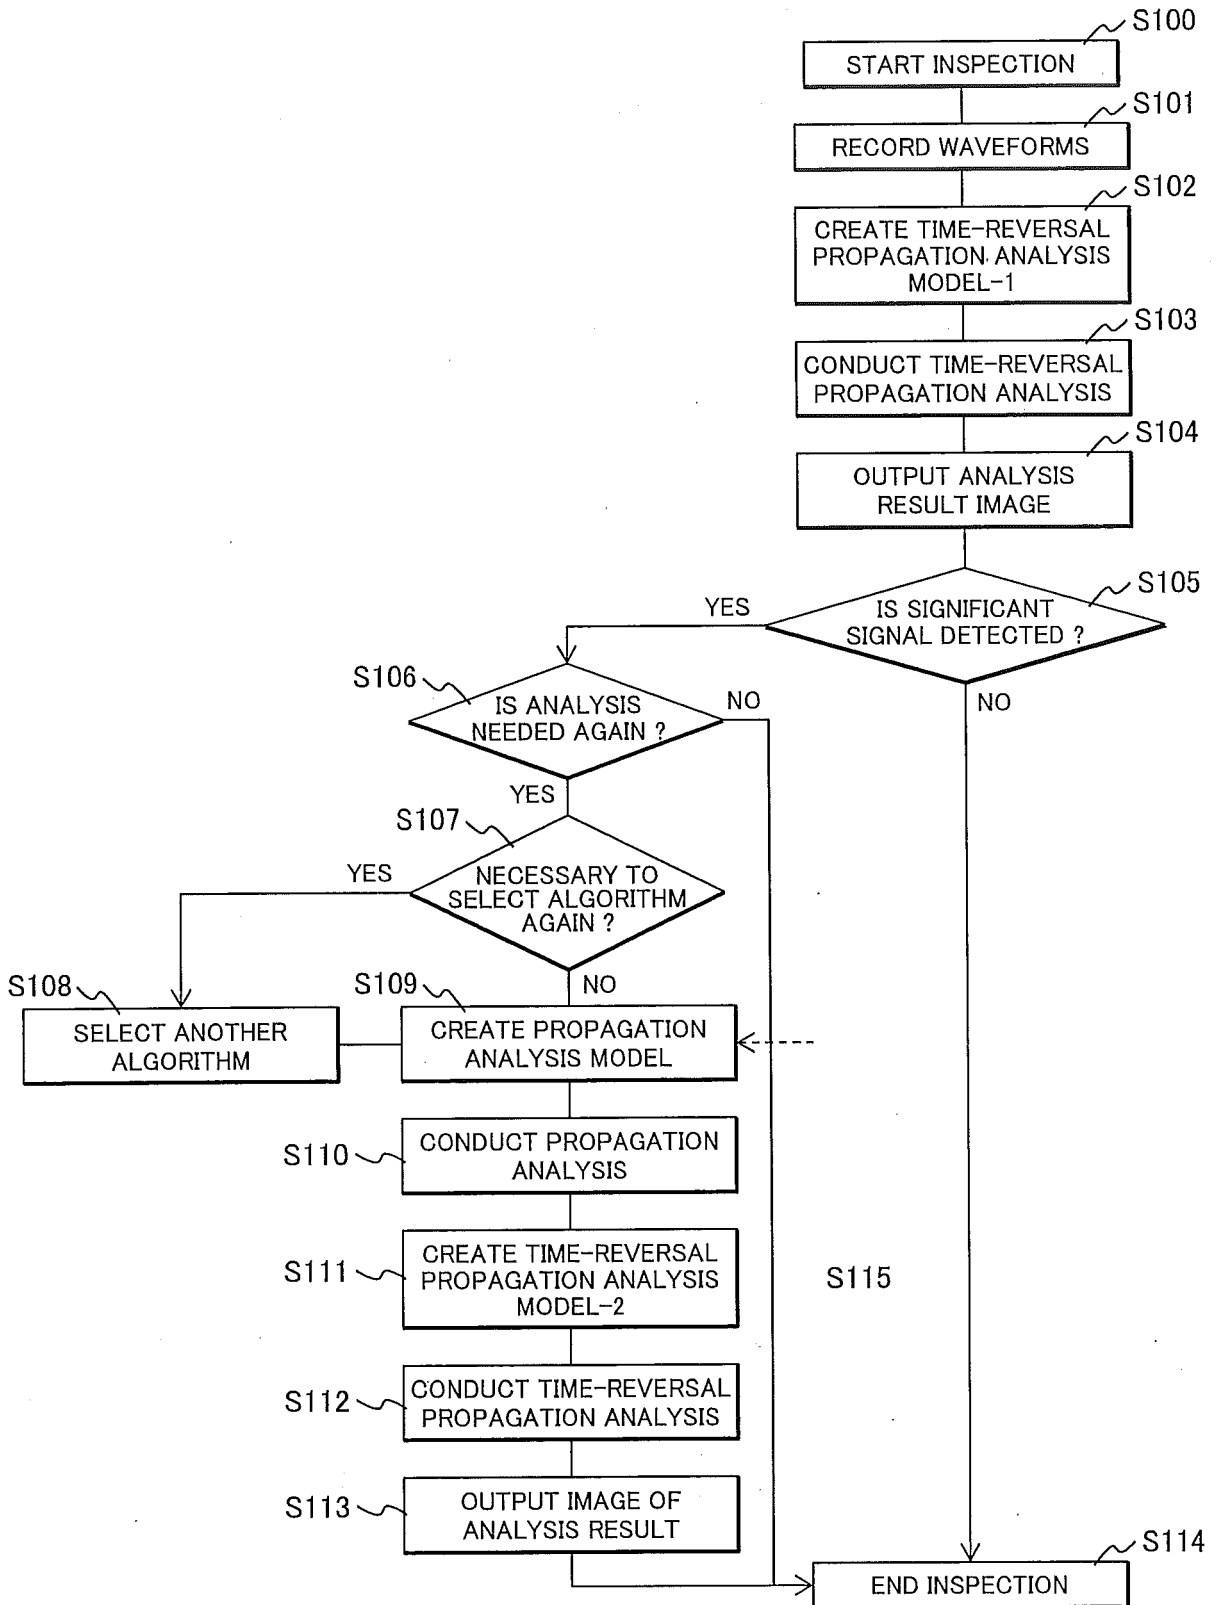 S100
START INSPECTION
S101
RECORD WAVEFORMS
S102
CREATE TIME-REVERSAL
PROPAGATION ANALYSIS
MODEL-1
S103
CONDUCT TIME-REVERSAL
PROPAGATION ANALYSIS
S104
OUTPUT ANALYSIS
RESULT IMAGE
S105
IS SIGNIFICANT
SIGNAL DETECTED ?
YES
NO
S106
IS ANALYSIS
NEEDED AGAIN ?
NO
YES
S107
NECESSARY TO
SELECT ALGORITHM
AGAIN ?
YES
NO
S108
SELECT ANOTHER
ALGORITHM
S109
CREATE PROPAGATION
ANALYSIS MODEL
S110
CONDUCT PROPAGATION
ANALYSIS
S111
CREATE TIME-REVERSAL
PROPAGATION ANALYSIS
MODEL-2
S115
S112
CONDUCT TIME-REVERSAL
PROPAGATION ANALYSIS
S113
OUTPUT IMAGE OF
ANALYSIS RESULT
S114
END INSPECTION